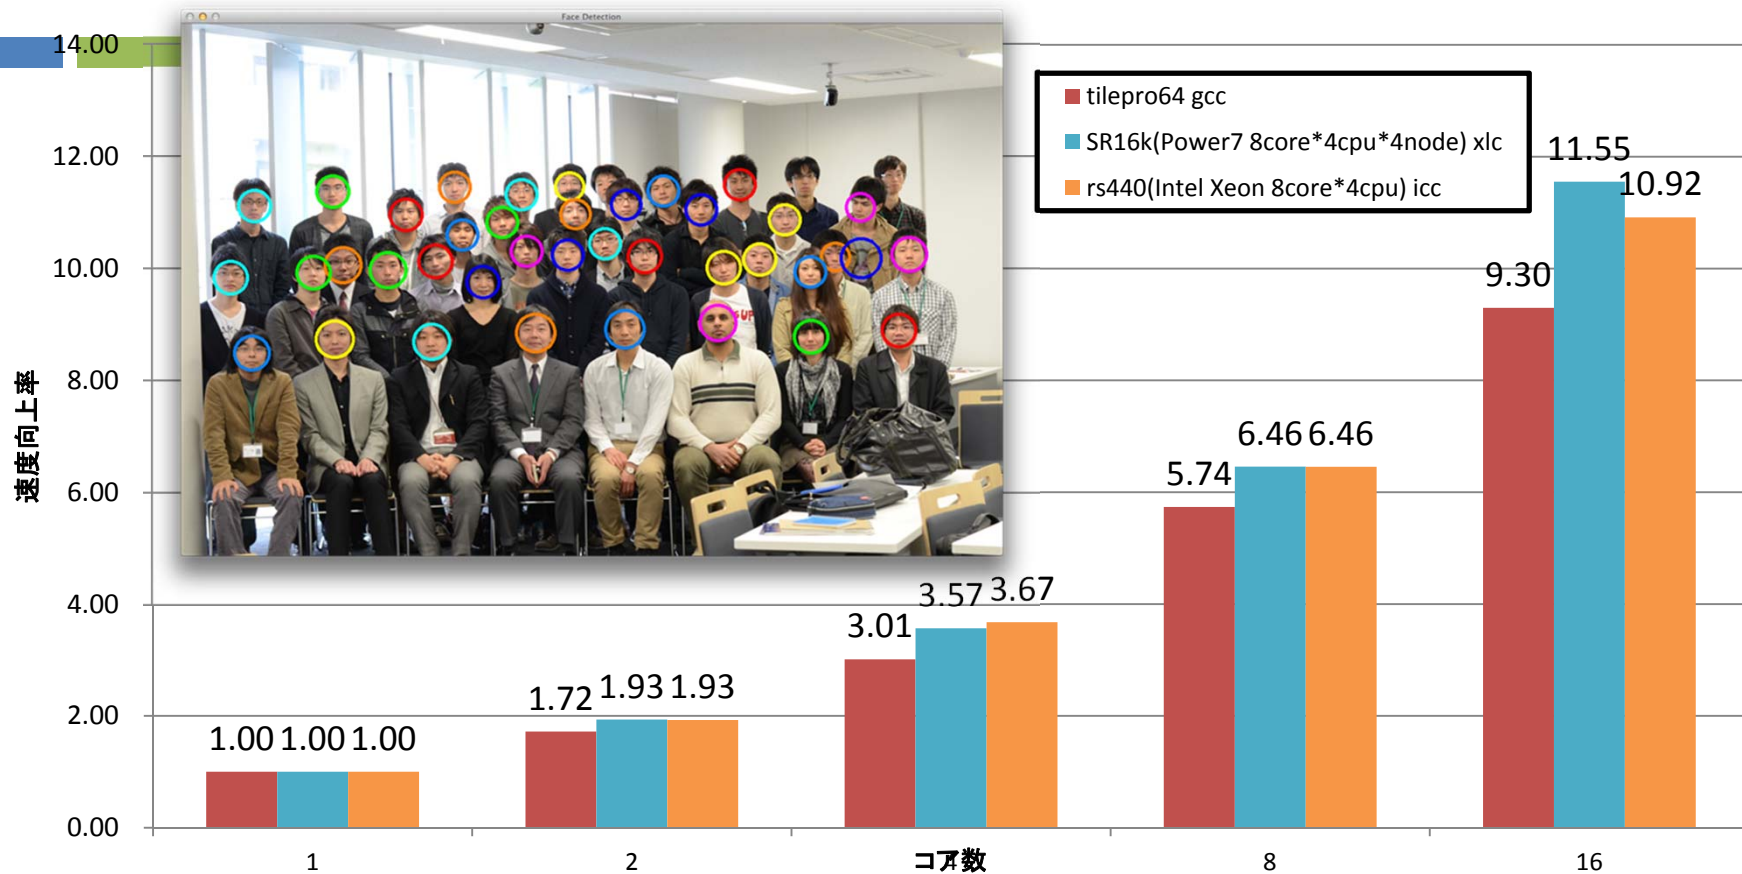 Face Detection
14.00
12.00
10.00
8.00
6.00
4.00
2.00
0.00
速度向上率
tilepro64 gcc
SR16k(Power7 8core*4cpu*4node) xlc
rs440(Intel Xeon 8core*4cpu) icc
1.00 1.00 1.00
1.72 1.93 1.93
3.01 3.57 3.67
5.74 6.46 6.46
9.30 11.55 10.92
1 2 4 8 16
コア数